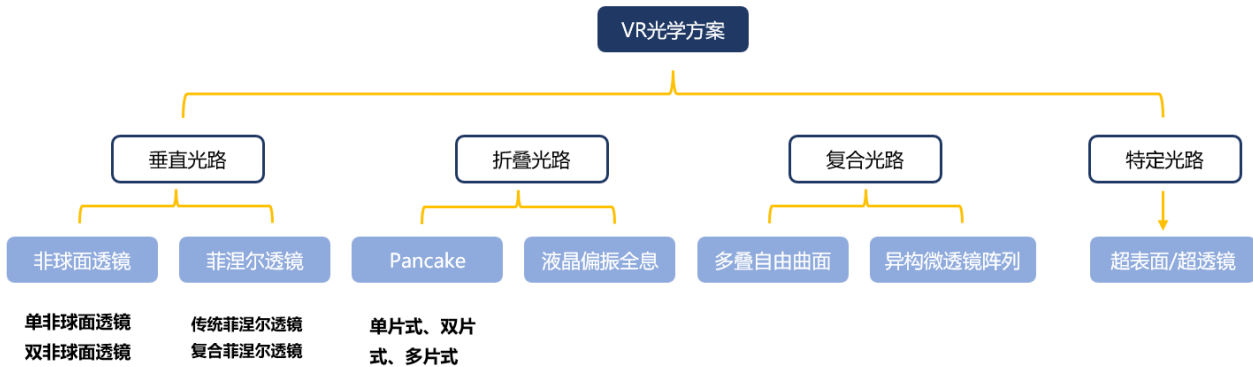 VR光学方案
垂直光路
折叠光路
复合光路
特定光路
非球面透镜
菲涅尔透镜
Pancake
液晶偏振全息
多叠自由曲面
异构微透镜阵列
超表面/超透镜
单非球面透镜
双非球面透镜
传统菲涅尔透镜
复合菲涅尔透镜
单片式、双片
式、多片式